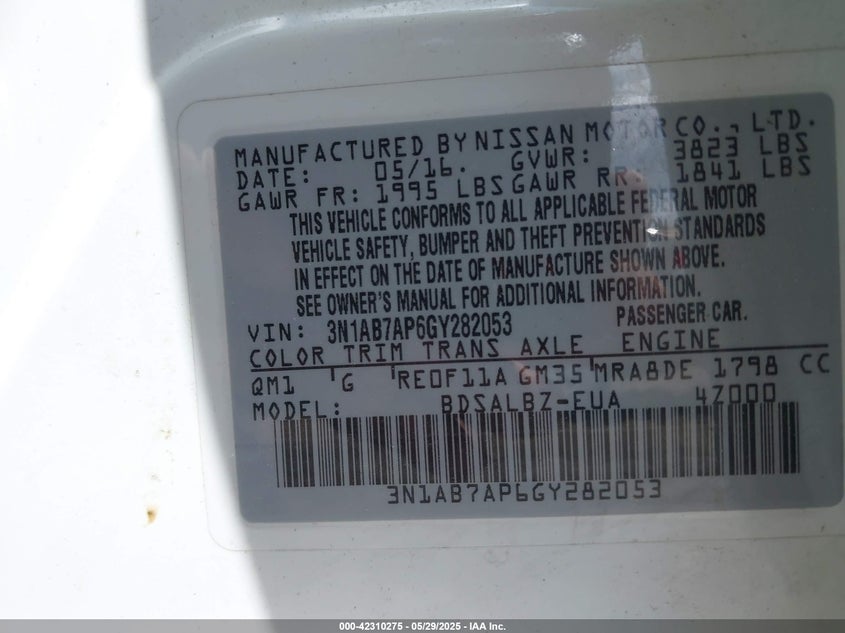 MANUFACTURED BY NISSAN MOTOR CO., LTD.
DATE: 05/16. GVWR: 3823 LBS
GAWR FR: 1995 LBS GAWR RR: 1841 LBS
THIS VEHICLE CONFORMS TO ALL APPLICABLE FEDERAL MOTOR
VEHICLE SAFETY, BUMPER AND THEFT PREVENTION STANDARDS
IN EFFECT ON THE DATE OF MANUFACTURE SHOWN ABOVE.
SEE OWNER'S MANUAL FOR ADDITIONAL INFORMATION.
VIN: 3N1AB7AP6GY282053 PASSENGER CAR.
COLOR TRIM TRANS AXLE ENGINE
QM1 G RE0F11A GM35 MRA8DE 1798 CC
MODEL: BDSALBZ-EUA 4Z000
3N1AB7AP6GY282053
000-42310275 - 05/29/2025 - IAA Inc.